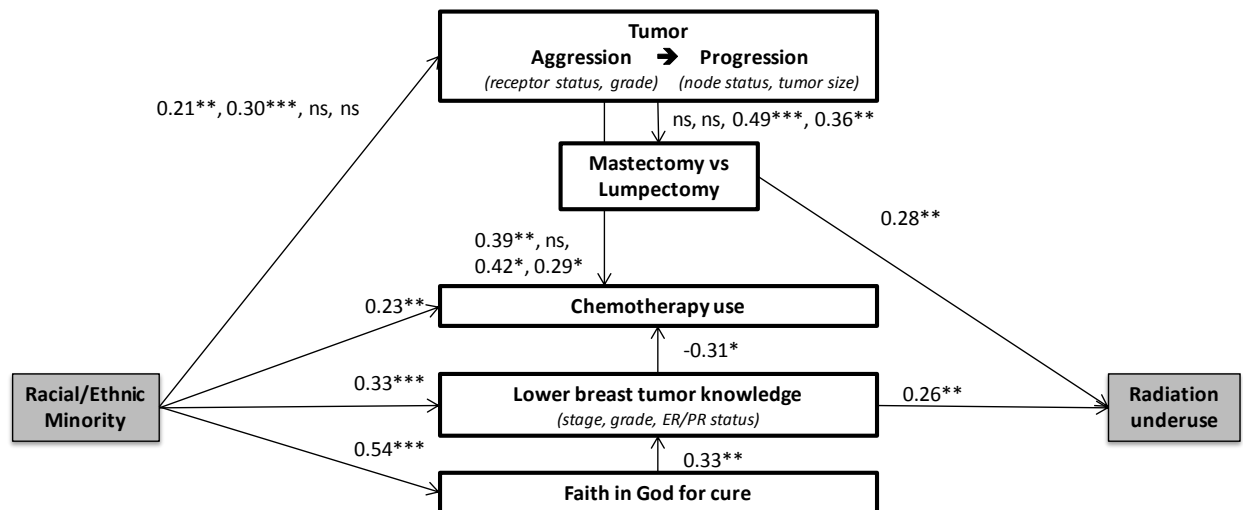 Tumor
Aggression ➔ Progression
(receptor status, grade) (node status, tumor size)
0.21**, 0.30***, ns, ns
ns, ns, 0.49***, 0.36**
Mastectomy vs
Lumpectomy
0.28**
0.39**, ns,
0.42*, 0.29*
0.23**
Chemotherapy use
-0.31*
Racial/Ethnic
Minority
0.33***
Lower breast tumor knowledge
(stage, grade, ER/PR status)
0.26**
Radiation
underuse
0.54***
0.33**
Faith in God for cure